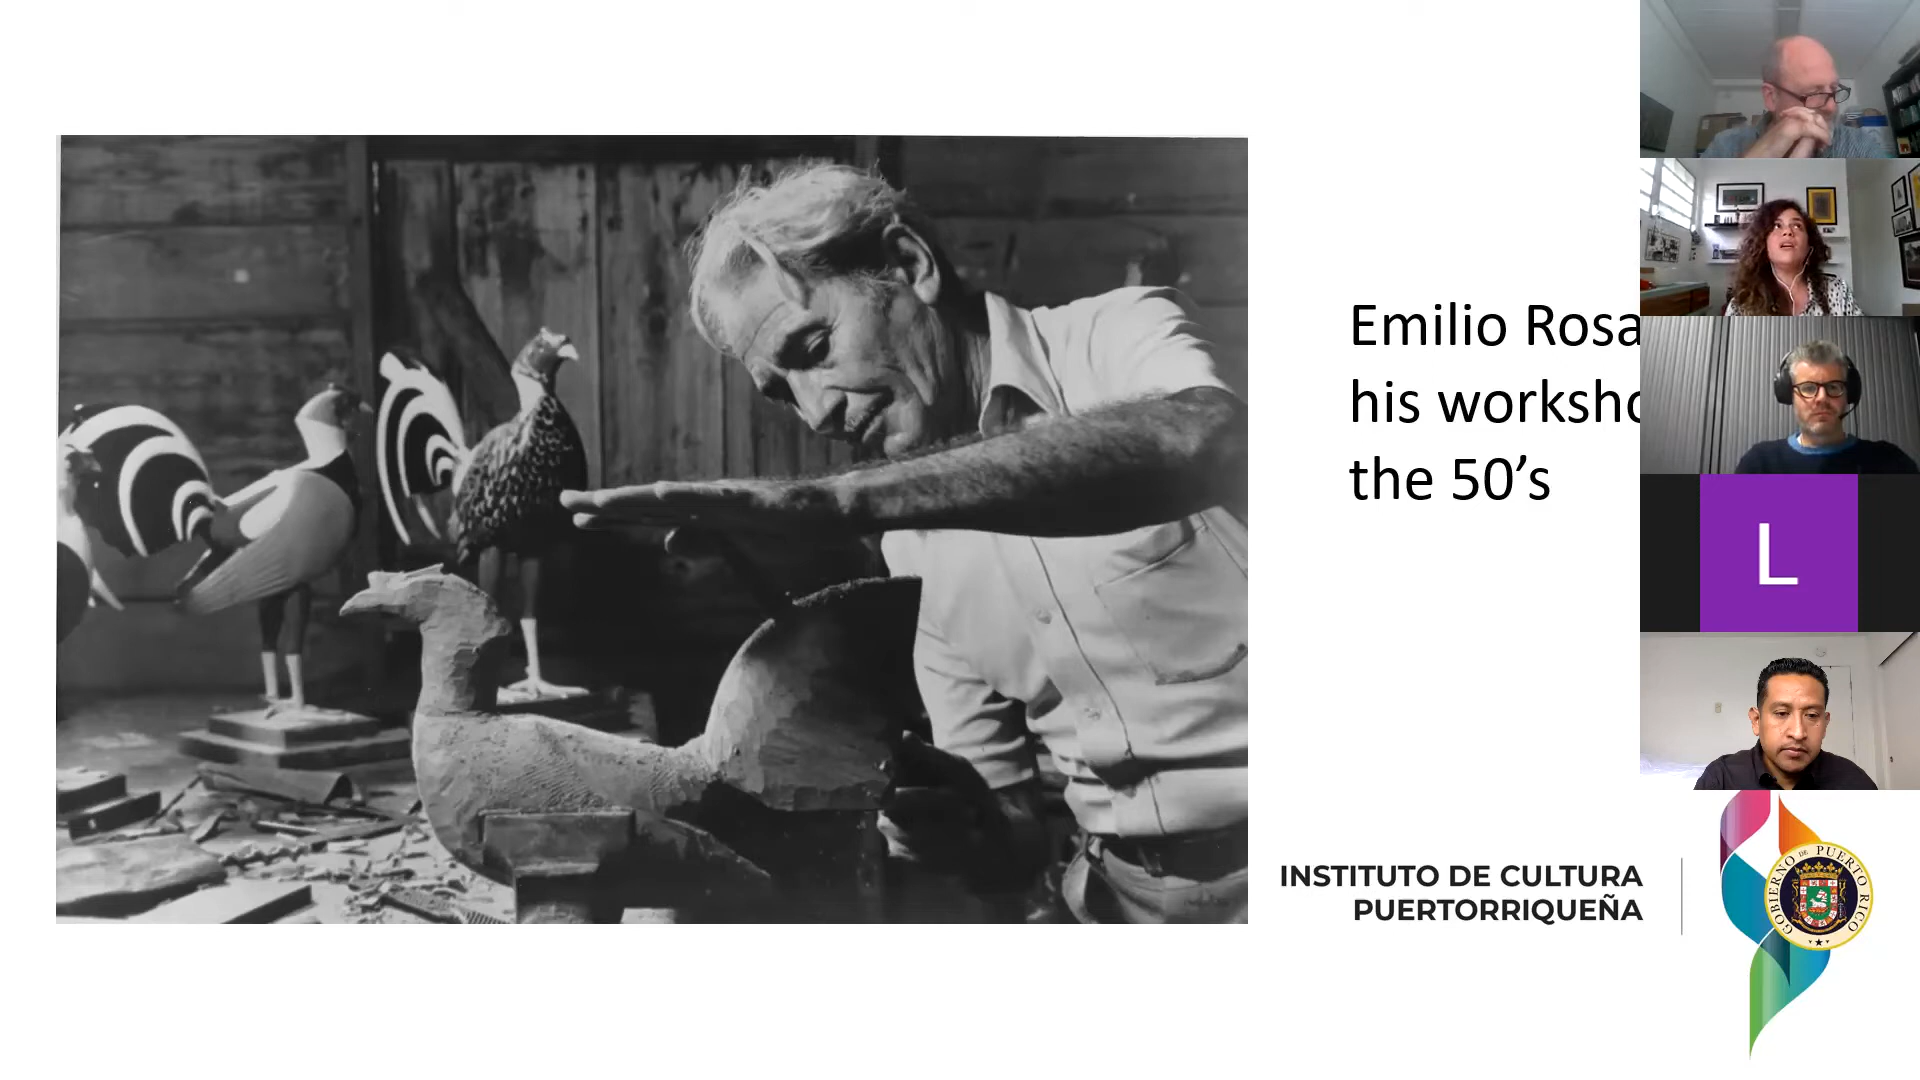 Emilio Rosa
his worksho
the 50’s
L
INSTITUTO DE CULTURA
PUERTORRIQUEÑA
GOBIERNO DE PUERTO RICO